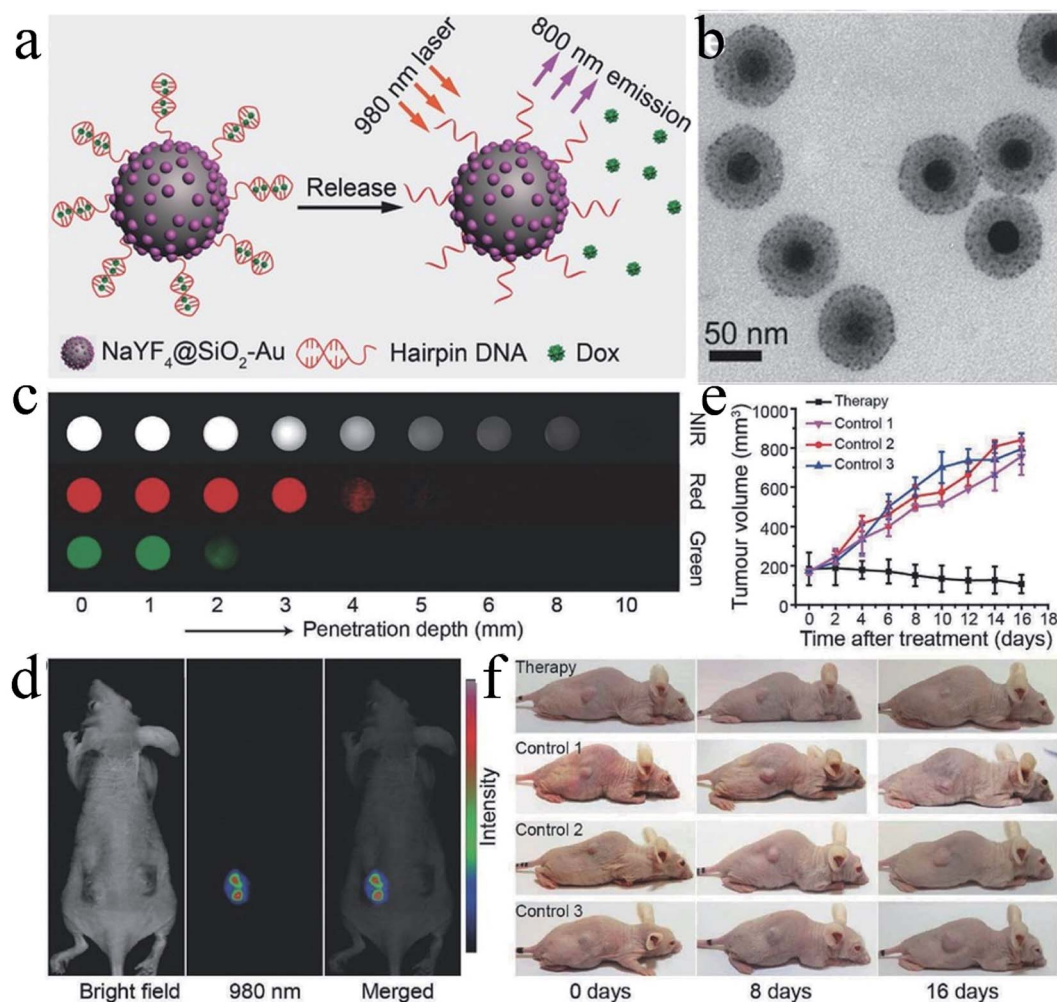 a
980 nm laser
800 nm emission
Release
NaYF₄@SiO₂-Au
Hairpin DNA
Dox
b
50 nm
c
NIR
Red
Green
0 1 2 3 4 5 6 8 10
Penetration depth (mm)
e
Therapy
Control 1
Control 2
Control 3
Tumour volume (mm³)
1000
800
600
400
200
0
0 2 4 6 8 10 12 14 16 18
Time after treatment (days)
d
Intensity
Bright field 980 nm Merged
f
Therapy
Control 1
Control 2
Control 3
0 days 8 days 16 days